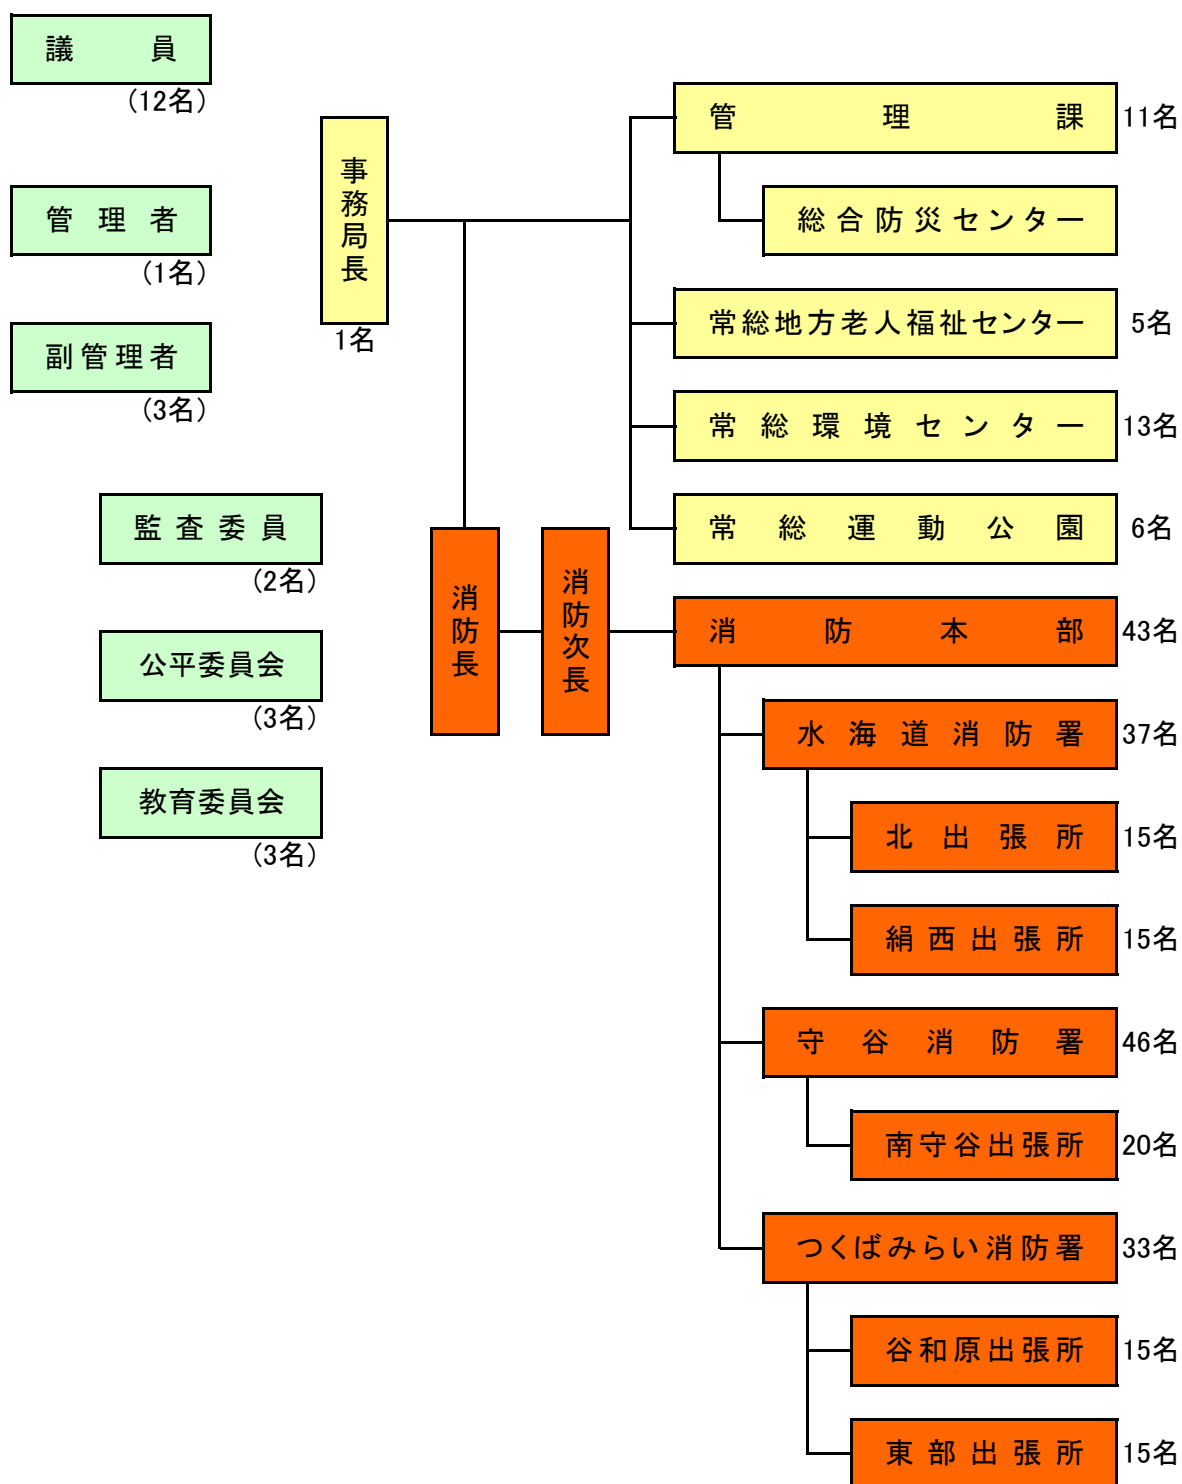 議員
(12名)
管理者
(1名)
副管理者
(3名)
監査委員
(2名)
公平委員会
(3名)
教育委員会
(3名)
事務局長
1名
消防長
消防次長
管理課 11名
総合防災センター
常総地方老人福祉センター 5名
常総環境センター 13名
常総運動公園 6名
消防本部 43名
水海道消防署 37名
北出張所 15名
絹西出張所 15名
守谷消防署 46名
南守谷出張所 20名
つくばみらい消防署 33名
谷和原出張所 15名
東部出張所 15名